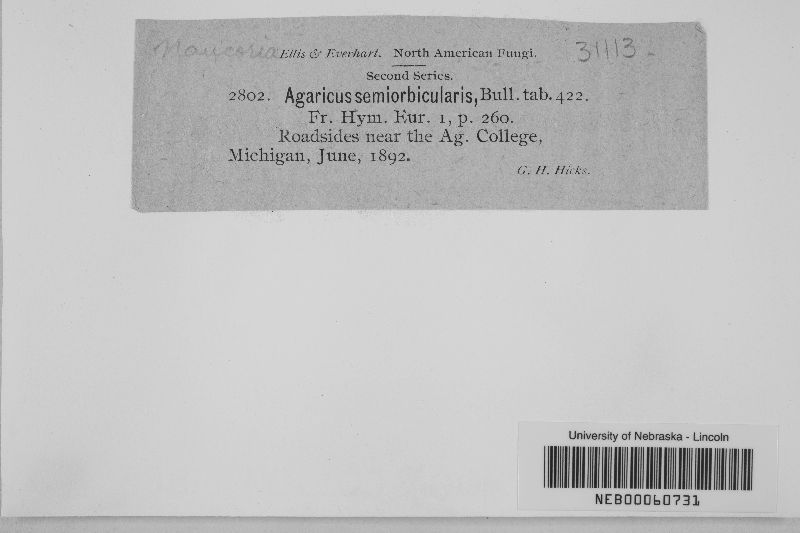 Naucoria Ellis & Everhart. North American Fungi. 31113-
Second Series.
2802. Agaricus semiorbicularis, Bull. tab. 422.
Fr. Hym. Eur. 1, p. 260.
Roadsides near the Ag. College,
Michigan, June, 1892.
G. H. Hicks.
University of Nebraska - Lincoln
NEB00060731